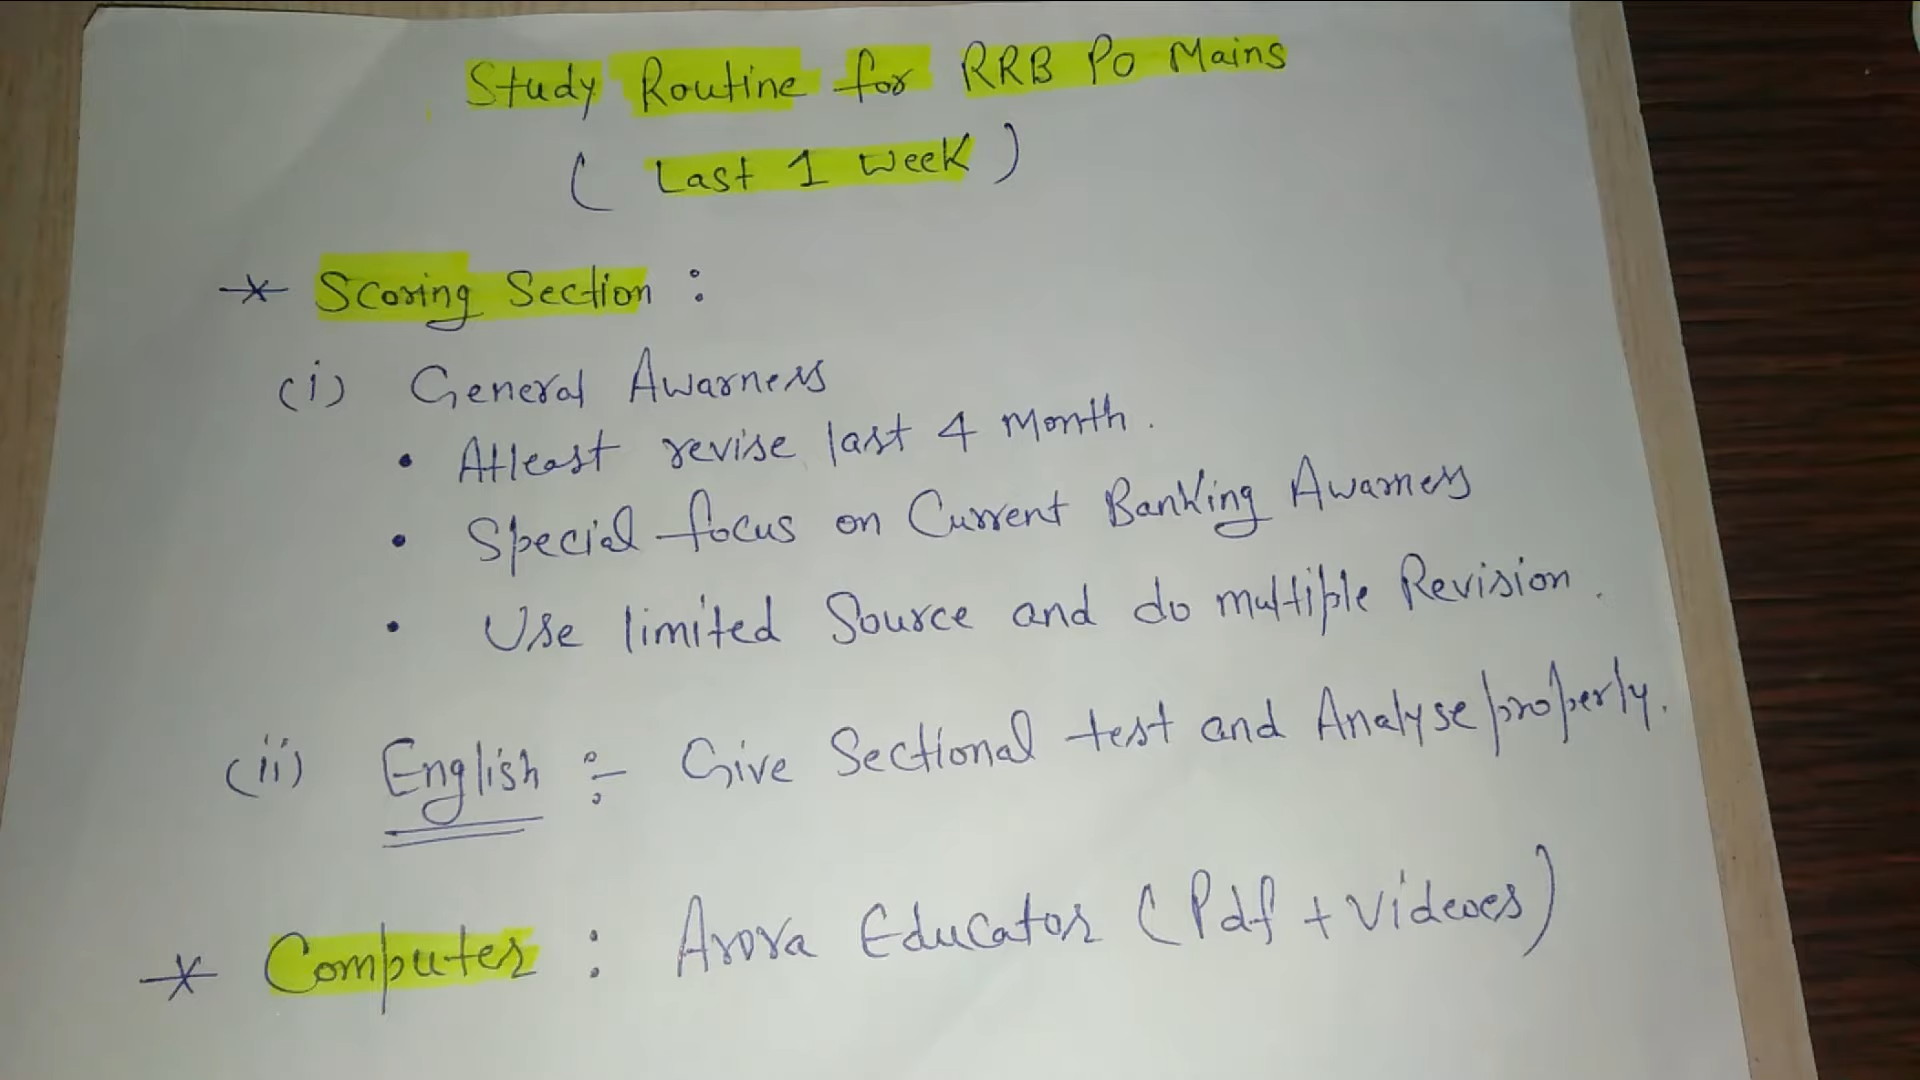 Study Routine for RRB PO Mains
( Last 1 Week )
* Scoring Section :
(i) General Awarness
• Atleast revise last 4 Month .
• Special focus on Current Banking Awarness
• Use limited Source and do multiple Revision .
(ii) English :- Give Sectional test and Analyse properly .
* Computer : Arora Educator ( Pdf + Videoes )